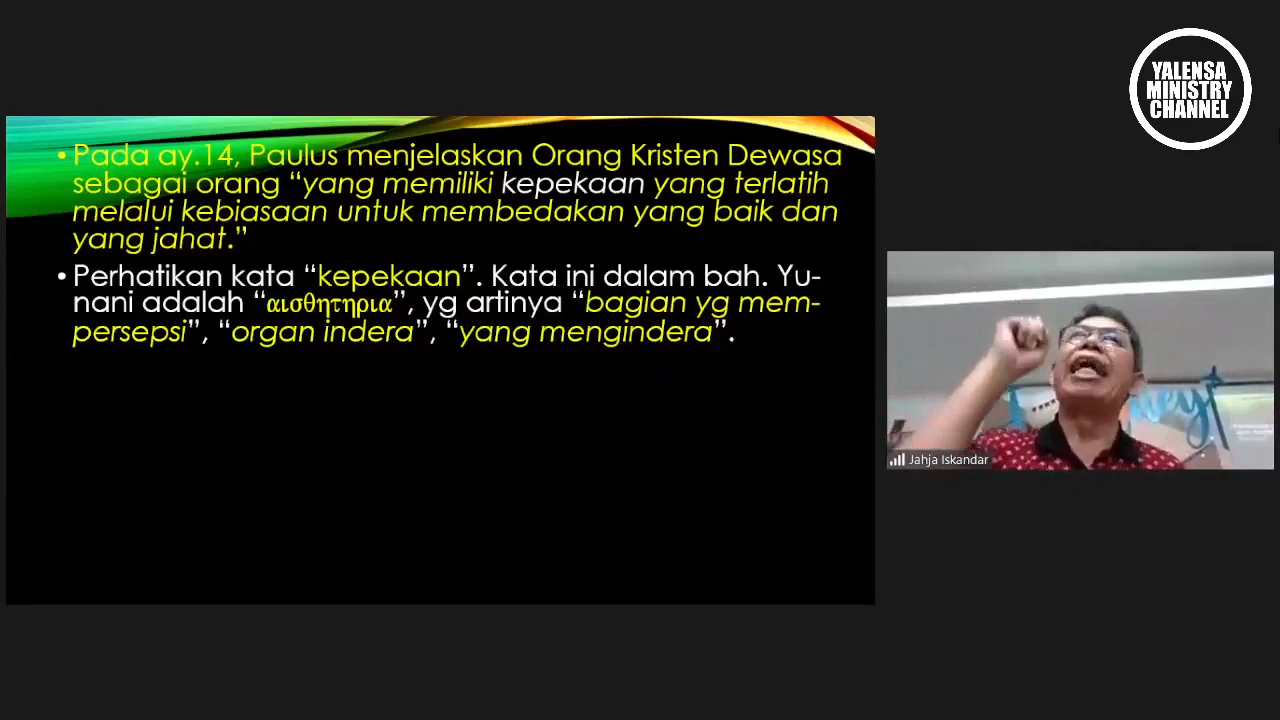 YALENSA
MINISTRY
CHANNEL
• Pada ay.14, Paulus menjelaskan Orang Kristen Dewasa
sebagai orang “yang memiliki kepekaan yang terlatih
melalui kebiasaan untuk membedakan yang baik dan
yang jahat.”
• Perhatikan kata “kepekaan”. Kata ini dalam bah. Yu-
nani adalah “αισθητηρια”, yg artinya “bagian yg mem-
persepsi”, “organ indera”, “yang mengindera”.
Jahja Iskandar